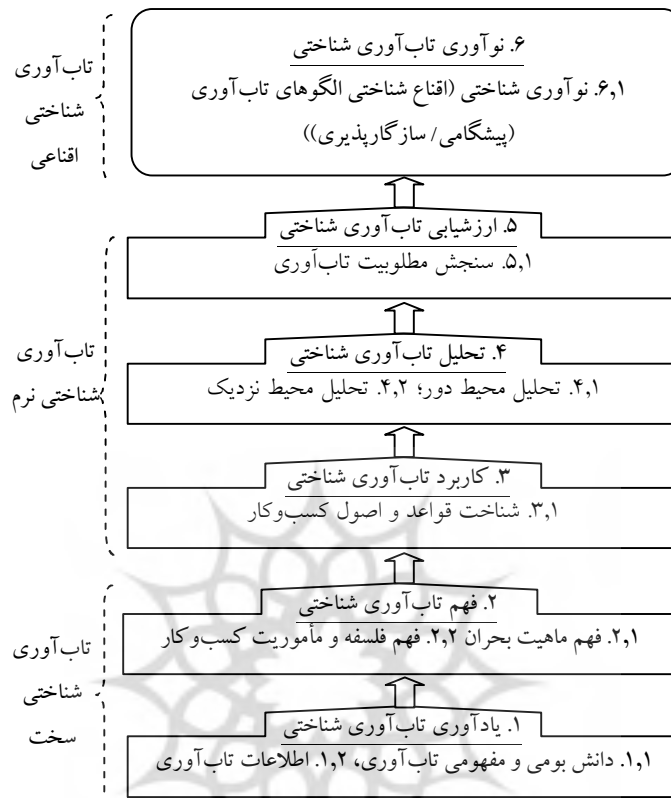 ۶. نوآوری تاب‌آوری شناختی
۶,۱. نوآوری شناختی (اقناع شناختی الگوهای تاب‌آوری
(پیشگامی/ سازگارپذیری))
تاب‌آوری
شناختی
اقناعی
۵. ارزشیابی تاب‌آوری شناختی
۵,۱. سنجش مطلوبیت تاب‌آوری
۴. تحلیل تاب‌آوری شناختی
۴,۱. تحلیل محیط دور؛ ۴,۲. تحلیل محیط نزدیک
۳. کاربرد تاب‌آوری شناختی
۳,۱. شناخت قواعد و اصول کسب‌وکار
تاب‌آوری
شناختی نرم
۲. فهم تاب‌آوری شناختی
۲,۱. فهم ماهیت بحران ۲,۲. فهم فلسفه و مأموریت کسب‌وکار
۱. یادآوری تاب‌آوری شناختی
۱,۱. دانش بومی و مفهومی تاب‌آوری، ۱,۲. اطلاعات تاب‌آوری
تاب‌آوری
شناختی
سخت